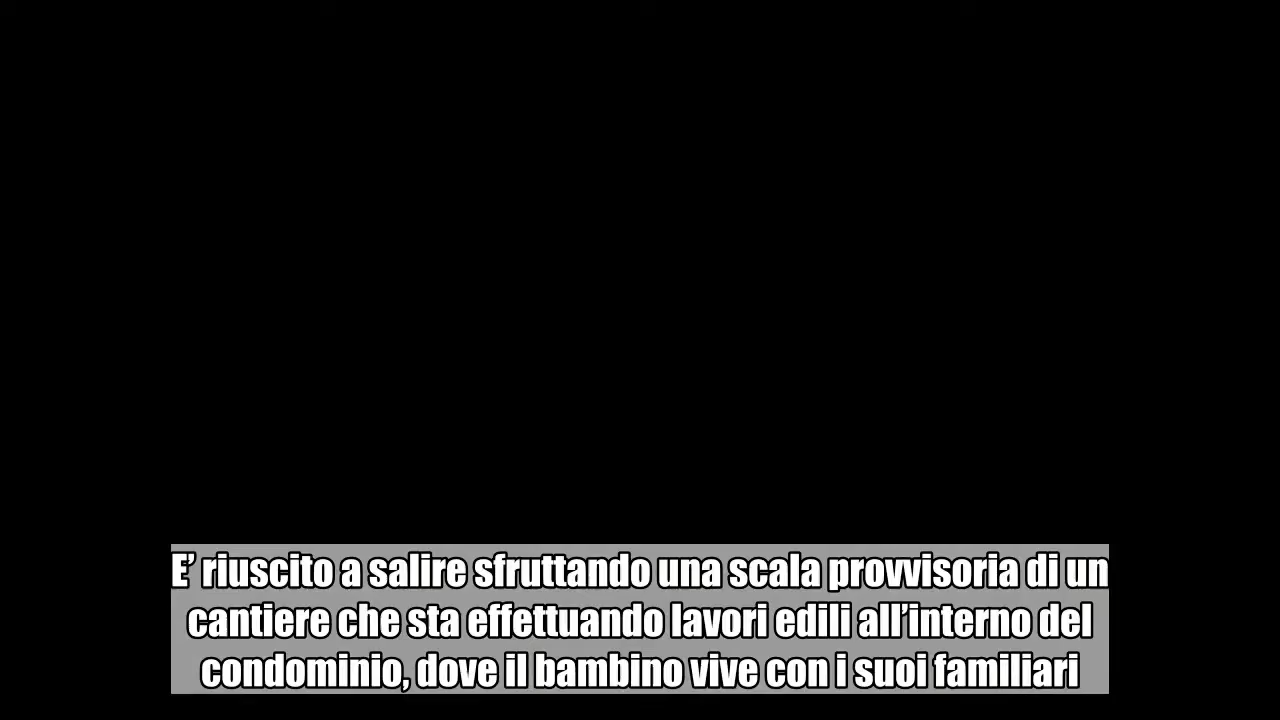 E’ riuscito a salire sfruttando una scala provvisoria di un
cantiere che sta effettuando lavori edili all’interno del
condominio, dove il bambino vive con i suoi familiari